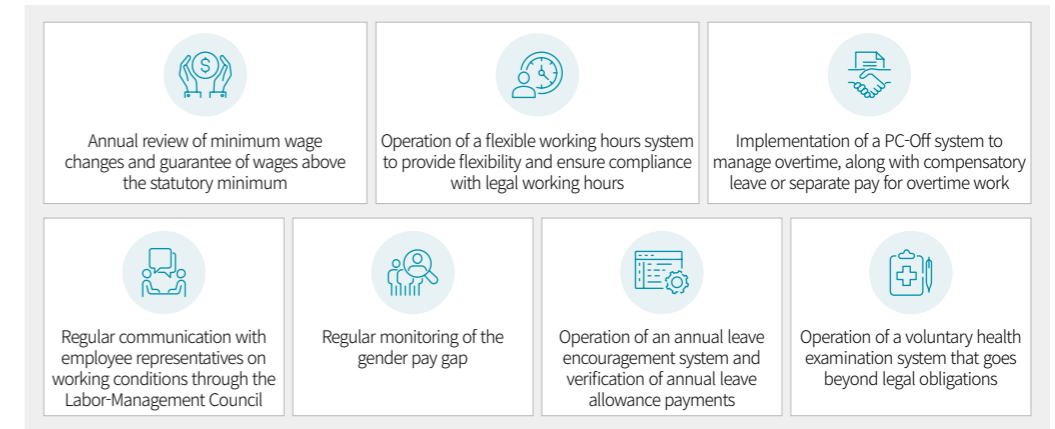 $
Annual review of minimum wage
changes and guarantee of wages above
the statutory minimum
Operation of a flexible working hours system
to provide flexibility and ensure compliance
with legal working hours
Implementation of a PC-Off system to
manage overtime, along with compensatory
leave or separate pay for overtime work
Regular communication with
employee representatives on
working conditions through the
Labor-Management Council
Regular monitoring of the
gender pay gap
Operation of an annual leave
encouragement system and
verification of annual leave
allowance payments
Operation of a voluntary health
examination system that goes
beyond legal obligations